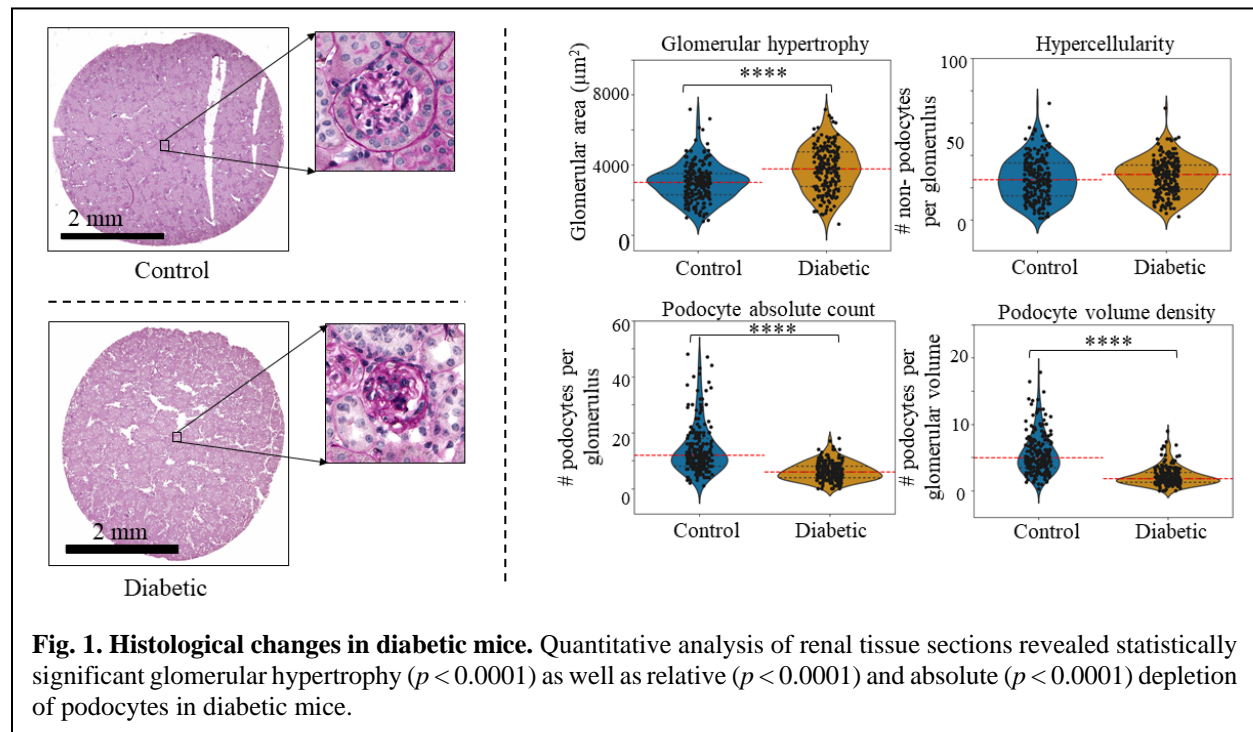 2 mm
Control
2 mm
Diabetic
Glomerular hypertrophy
****
Glomerular area (μm²)
8000
4000
0
Control
Diabetic
Hypercellularity
# non- podocytes
per glomerulus
100
50
0
Control
Diabetic
Podocyte absolute count
****
# podocytes per
glomerulus
60
40
20
0
Control
Diabetic
Podocyte volume density
****
# podocytes per
glomerular volume
20
10
0
Control
Diabetic
Fig. 1. Histological changes in diabetic mice. Quantitative analysis of renal tissue sections revealed statistically
significant glomerular hypertrophy (p < 0.0001) as well as relative (p < 0.0001) and absolute (p < 0.0001) depletion
of podocytes in diabetic mice.